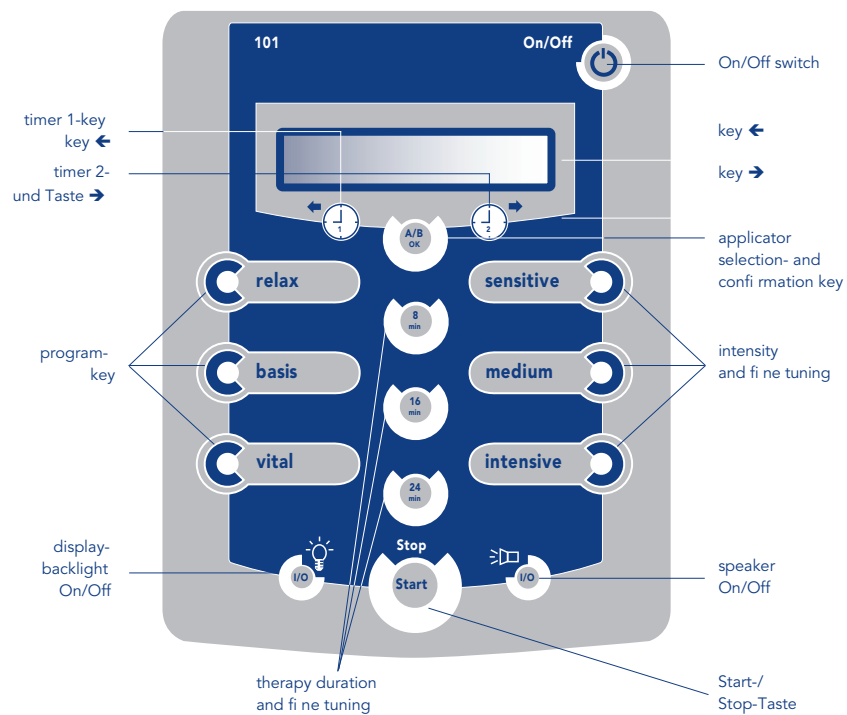 101
On/Off
On/Off switch
timer 1-key
key ←
timer 2-
und Taste →
key ←
key →
← →
1
2
A/B
OK
applicator
selection- and
confi rmation key
relax
sensitive
8
min
program-
key
intensity
and fi ne tuning
basis
medium
16
min
vital
intensive
24
min
display-
backlight
On/Off
I/O
Stop
Start
I/O
speaker
On/Off
therapy duration
and fi ne tuning
Start-/
Stop-Taste